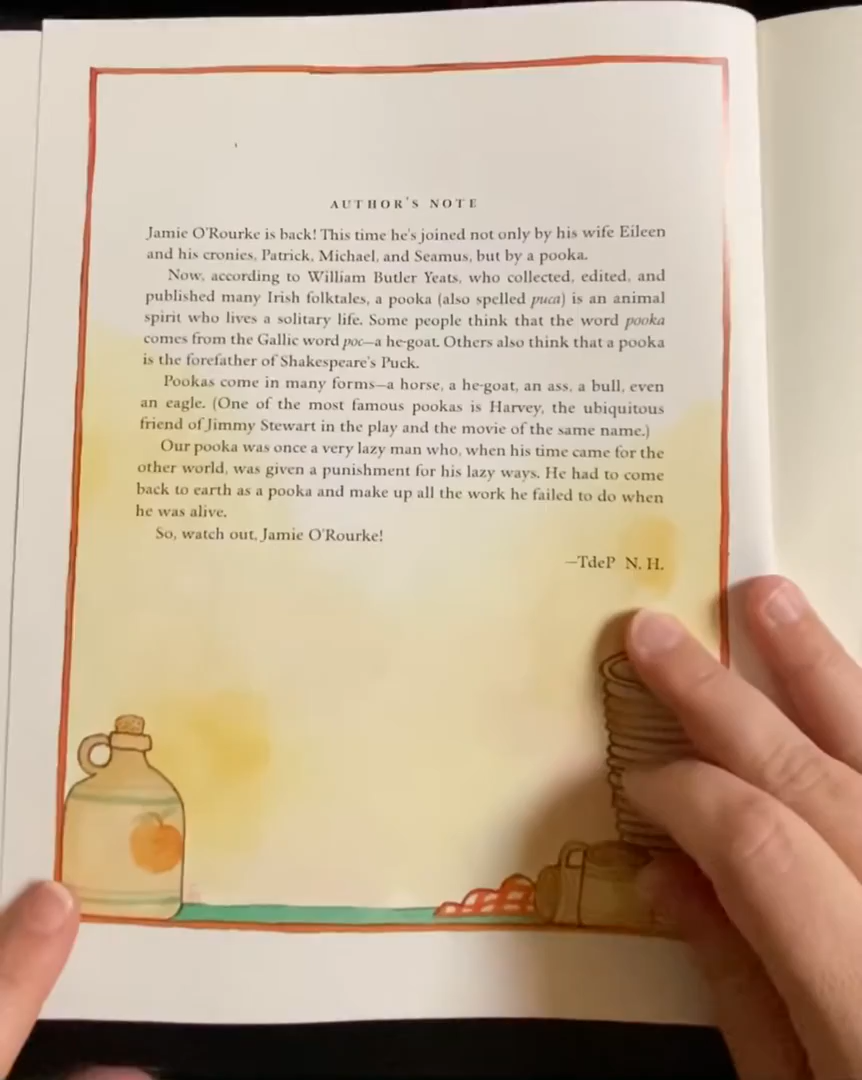 AUTHOR'S NOTE
Jamie O'Rourke is back! This time he's joined not only by his wife Eileen
and his cronies, Patrick, Michael, and Seamus, but by a pooka.
Now, according to William Butler Yeats, who collected, edited, and
published many Irish folktales, a pooka (also spelled puca) is an animal
spirit who lives a solitary life. Some people think that the word pooka
comes from the Gallic word poc—a he-goat. Others also think that a pooka
is the forefather of Shakespeare's Puck.
Pookas come in many forms—a horse, a he-goat, an ass, a bull, even
an eagle. (One of the most famous pookas is Harvey, the ubiquitous
friend of Jimmy Stewart in the play and the movie of the same name.)
Our pooka was once a very lazy man who, when his time came for the
other world, was given a punishment for his lazy ways. He had to come
back to earth as a pooka and make up all the work he failed to do when
he was alive.
So, watch out, Jamie O'Rourke!
—TdeP N. H.